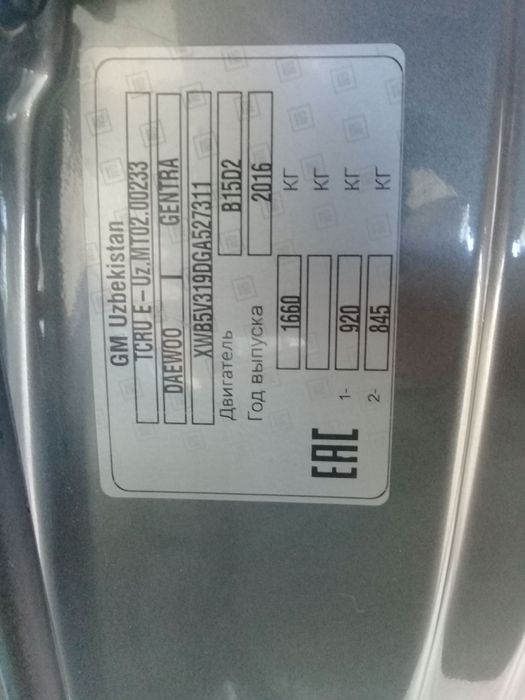 GM Uzbekistan
TCRU E-Uz.MT02.00233
DAEWOO GENTRA
XWB5V319DGA527311
Двигатель B15D2
Год выпуска 2016
1660 КГ
КГ
1- 920 КГ
2- 845 КГ
EAC